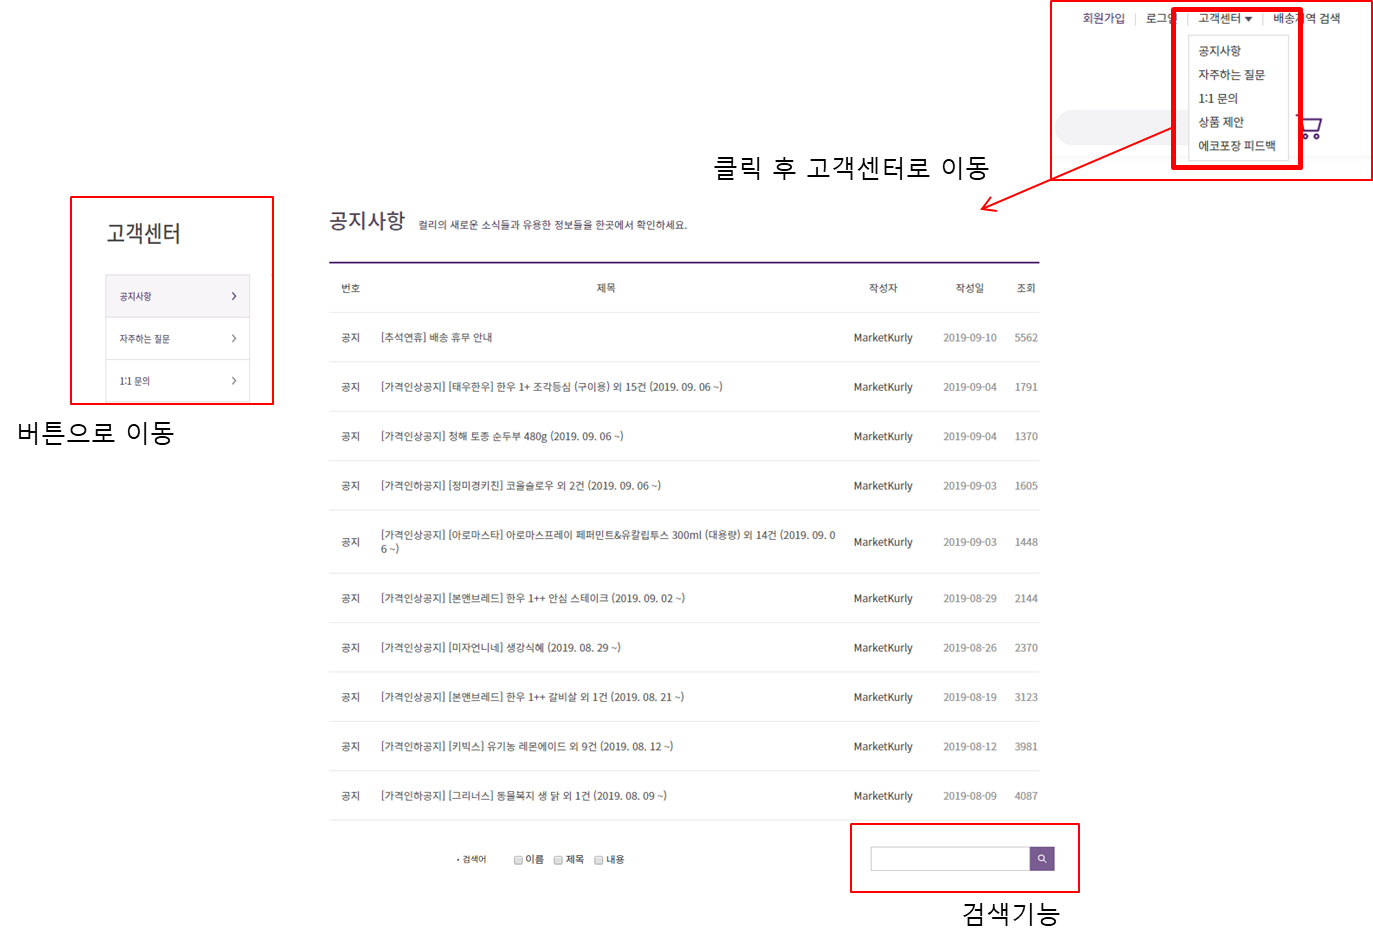 회원가입 로그인 고객센터 배송지역 검색
공지사항
자주하는 질문
1:1 문의
상품 제안
에코포장 피드백
클릭 후 고객센터로 이동
고객센터
공지사항
자주하는 질문
1:1 문의
버튼으로 이동
공지사항 컬리의 새로운 소식들과 유용한 정보들을 한곳에서 확인하세요.
번호 제목 작성자 작성일 조회
공지 [추석연휴] 배송 휴무 안내 MarketKurly 2019-09-10 5562
공지 [가격인상공지] [태우한우] 한우 1+ 조각등심 (구이용) 외 15건 (2019. 09. 06 ~) MarketKurly 2019-09-04 1791
공지 [가격인상공지] 청해 토종 순두부 480g (2019. 09. 06 ~) MarketKurly 2019-09-04 1370
공지 [가격인하공지] [정미경키친] 코울슬로우 외 2건 (2019. 09. 06 ~) MarketKurly 2019-09-03 1605
공지 [가격인상공지] [아로마스타] 아로마스프레이 페퍼민트&유칼립투스 300ml (대용량) 외 14건 (2019. 09. 0
6 ~) MarketKurly 2019-09-03 1448
공지 [가격인상공지] [본앤브레드] 한우 1++ 안심 스테이크 (2019. 09. 02 ~) MarketKurly 2019-08-29 2144
공지 [가격인상공지] [미자언니네] 생강식혜 (2019. 08. 29 ~) MarketKurly 2019-08-26 2370
공지 [가격인상공지] [본앤브레드] 한우 1++ 갈비살 외 1건 (2019. 08. 21 ~) MarketKurly 2019-08-19 3123
공지 [가격인하공지] [키빅스] 유기농 레몬에이드 외 9건 (2019. 08. 12 ~) MarketKurly 2019-08-12 3981
공지 [가격인하공지] [그리너스] 동물복지 생 닭 외 1건 (2019. 08. 09 ~) MarketKurly 2019-08-09 4087
• 검색어 이름 제목 내용
검색기능